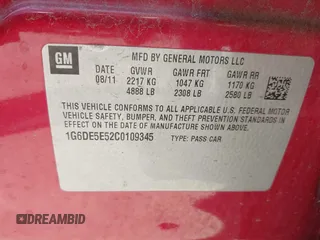 GM
MFD BY GENERAL MOTORS LLC
08/11 GVWR GAWR FRT GAWR RR
2217 KG 1047 KG 1170 KG
4888 LB 2308 LB 2580 LB
THIS VEHICLE CONFORMS TO ALL APPLICABLE U.S. FEDERAL MOTOR
VEHICLE SAFETY, BUMPER, AND THEFT PREVENTION STANDARDS IN
EFFECT ON THE DATE OF MANUFACTURE SHOWN ABOVE.
1G6DE5E52C0109345 TYPE: PASS CAR
DREAMBID